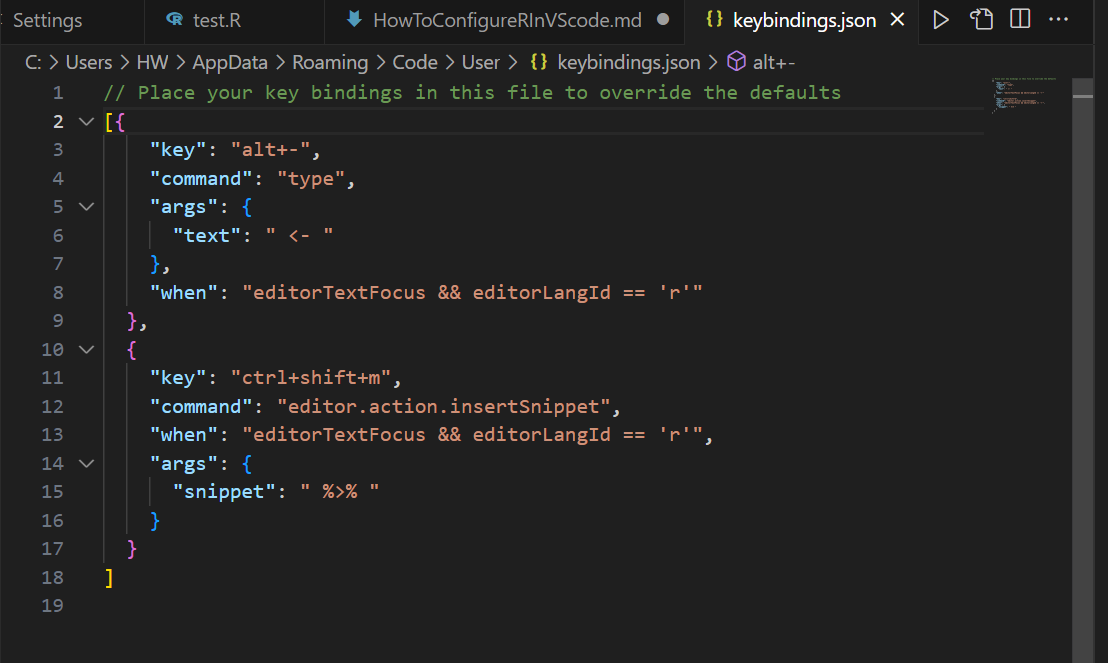 Settings test.R HowToConfigureRInVScode.md ● {} keybindings.json ✕ ···
C: > Users > HW > AppData > Roaming > Code > User > {} keybindings.json > alt+-
1 // Place your key bindings in this file to override the defaults
2 [{
3     "key": "alt+-",
4     "command": "type",
5     "args": {
6       "text": " <- "
7     },
8     "when": "editorTextFocus && editorLangId == 'r'"
9   },
10   {
11     "key": "ctrl+shift+m",
12     "command": "editor.action.insertSnippet",
13     "when": "editorTextFocus && editorLangId == 'r'",
14     "args": {
15       "snippet": " %>% "
16     }
17   }
18 ]
19